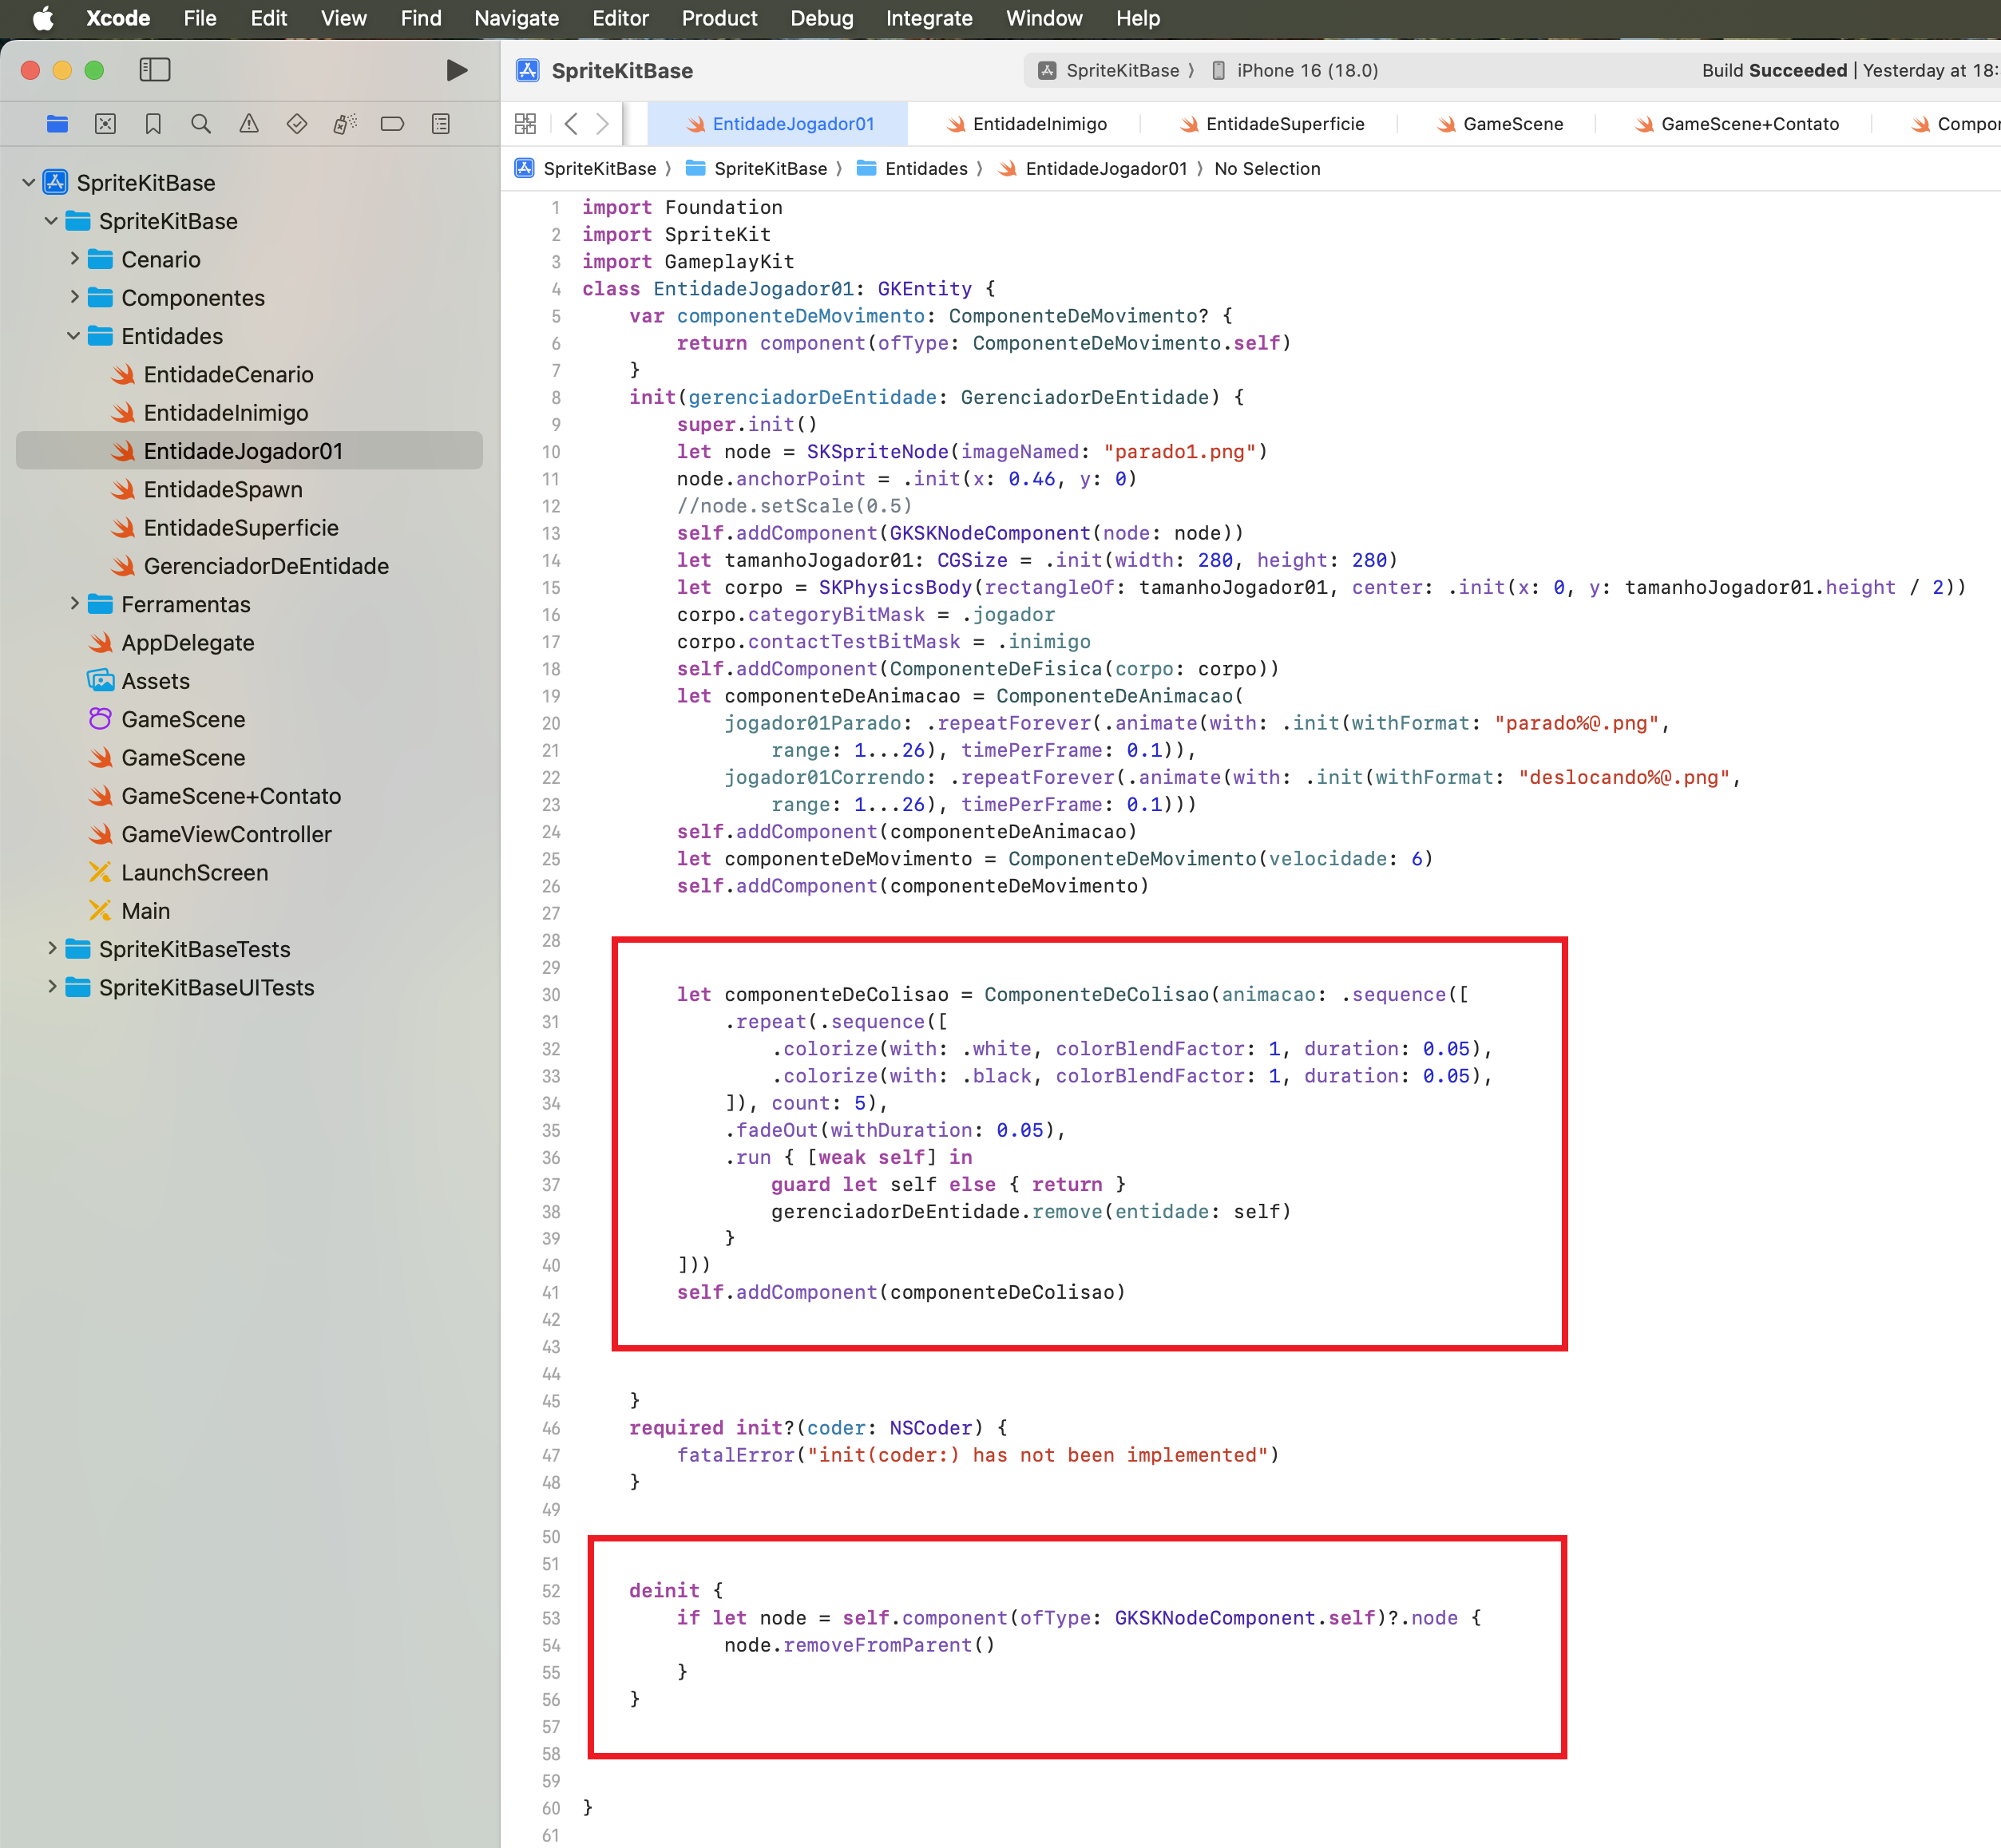 Xcode File Edit View Find Navigate Editor Product Debug Integrate Window Help
SpriteKitBase
SpriteKitBase
Cenario
Componentes
Entidades
EntidadeCenario
EntidadeInimigo
EntidadeJogador01
EntidadeSpawn
EntidadeSuperficie
GerenciadorDeEntidade
Ferramentas
AppDelegate
Assets
GameScene
GameScene
GameScene+Contato
GameViewController
LaunchScreen
Main
SpriteKitBaseTests
SpriteKitBaseUITests
SpriteKitBase SpriteKitBase 〉 iPhone 16 (18.0) Build Succeeded | Yesterday at 18:
EntidadeJogador01 EntidadeInimigo EntidadeSuperficie GameScene GameScene+Contato Compor
SpriteKitBase 〉 SpriteKitBase 〉 Entidades 〉 EntidadeJogador01 〉 No Selection
1 import Foundation
2 import SpriteKit
3 import GameplayKit
4 class EntidadeJogador01: GKEntity {
5 var componenteDeMovimento: ComponenteDeMovimento? {
6 return component(ofType: ComponenteDeMovimento.self)
7 }
8 init(gerenciadorDeEntidade: GerenciadorDeEntidade) {
9 super.init()
10 let node = SKSpriteNode(imageNamed: "parado1.png")
11 node.anchorPoint = .init(x: 0.46, y: 0)
12 //node.setScale(0.5)
13 self.addComponent(GKSKNodeComponent(node: node))
14 let tamanhoJogador01: CGSize = .init(width: 280, height: 280)
15 let corpo = SKPhysicsBody(rectangleOf: tamanhoJogador01, center: .init(x: 0, y: tamanhoJogador01.height / 2))
16 corpo.categoryBitMask = .jogador
17 corpo.contactTestBitMask = .inimigo
18 self.addComponent(ComponenteDeFisica(corpo: corpo))
19 let componenteDeAnimacao = ComponenteDeAnimacao(
20 jogador01Parado: .repeatForever(.animate(with: .init(withFormat: "parado%@.png",
21 range: 1...26), timePerFrame: 0.1)),
22 jogador01Correndo: .repeatForever(.animate(with: .init(withFormat: "deslocando%@.png",
23 range: 1...26), timePerFrame: 0.1)))
24 self.addComponent(componenteDeAnimacao)
25 let componenteDeMovimento = ComponenteDeMovimento(velocidade: 6)
26 self.addComponent(componenteDeMovimento)
27
28
29
30 let componenteDeColisao = ComponenteDeColisao(animacao: .sequence([
31 .repeat(.sequence([
32 .colorize(with: .white, colorBlendFactor: 1, duration: 0.05),
33 .colorize(with: .black, colorBlendFactor: 1, duration: 0.05),
34 ]), count: 5),
35 .fadeOut(withDuration: 0.05),
36 .run { [weak self] in
37 guard let self else { return }
38 gerenciadorDeEntidade.remove(entidade: self)
39 }
40 ]))
41 self.addComponent(componenteDeColisao)
42
43
44
45 }
46 required init?(coder: NSCoder) {
47 fatalError("init(coder:) has not been implemented")
48 }
49
50
51
52 deinit {
53 if let node = self.component(ofType: GKSKNodeComponent.self)?.node {
54 node.removeFromParent()
55 }
56 }
57
58
59
60 }
61